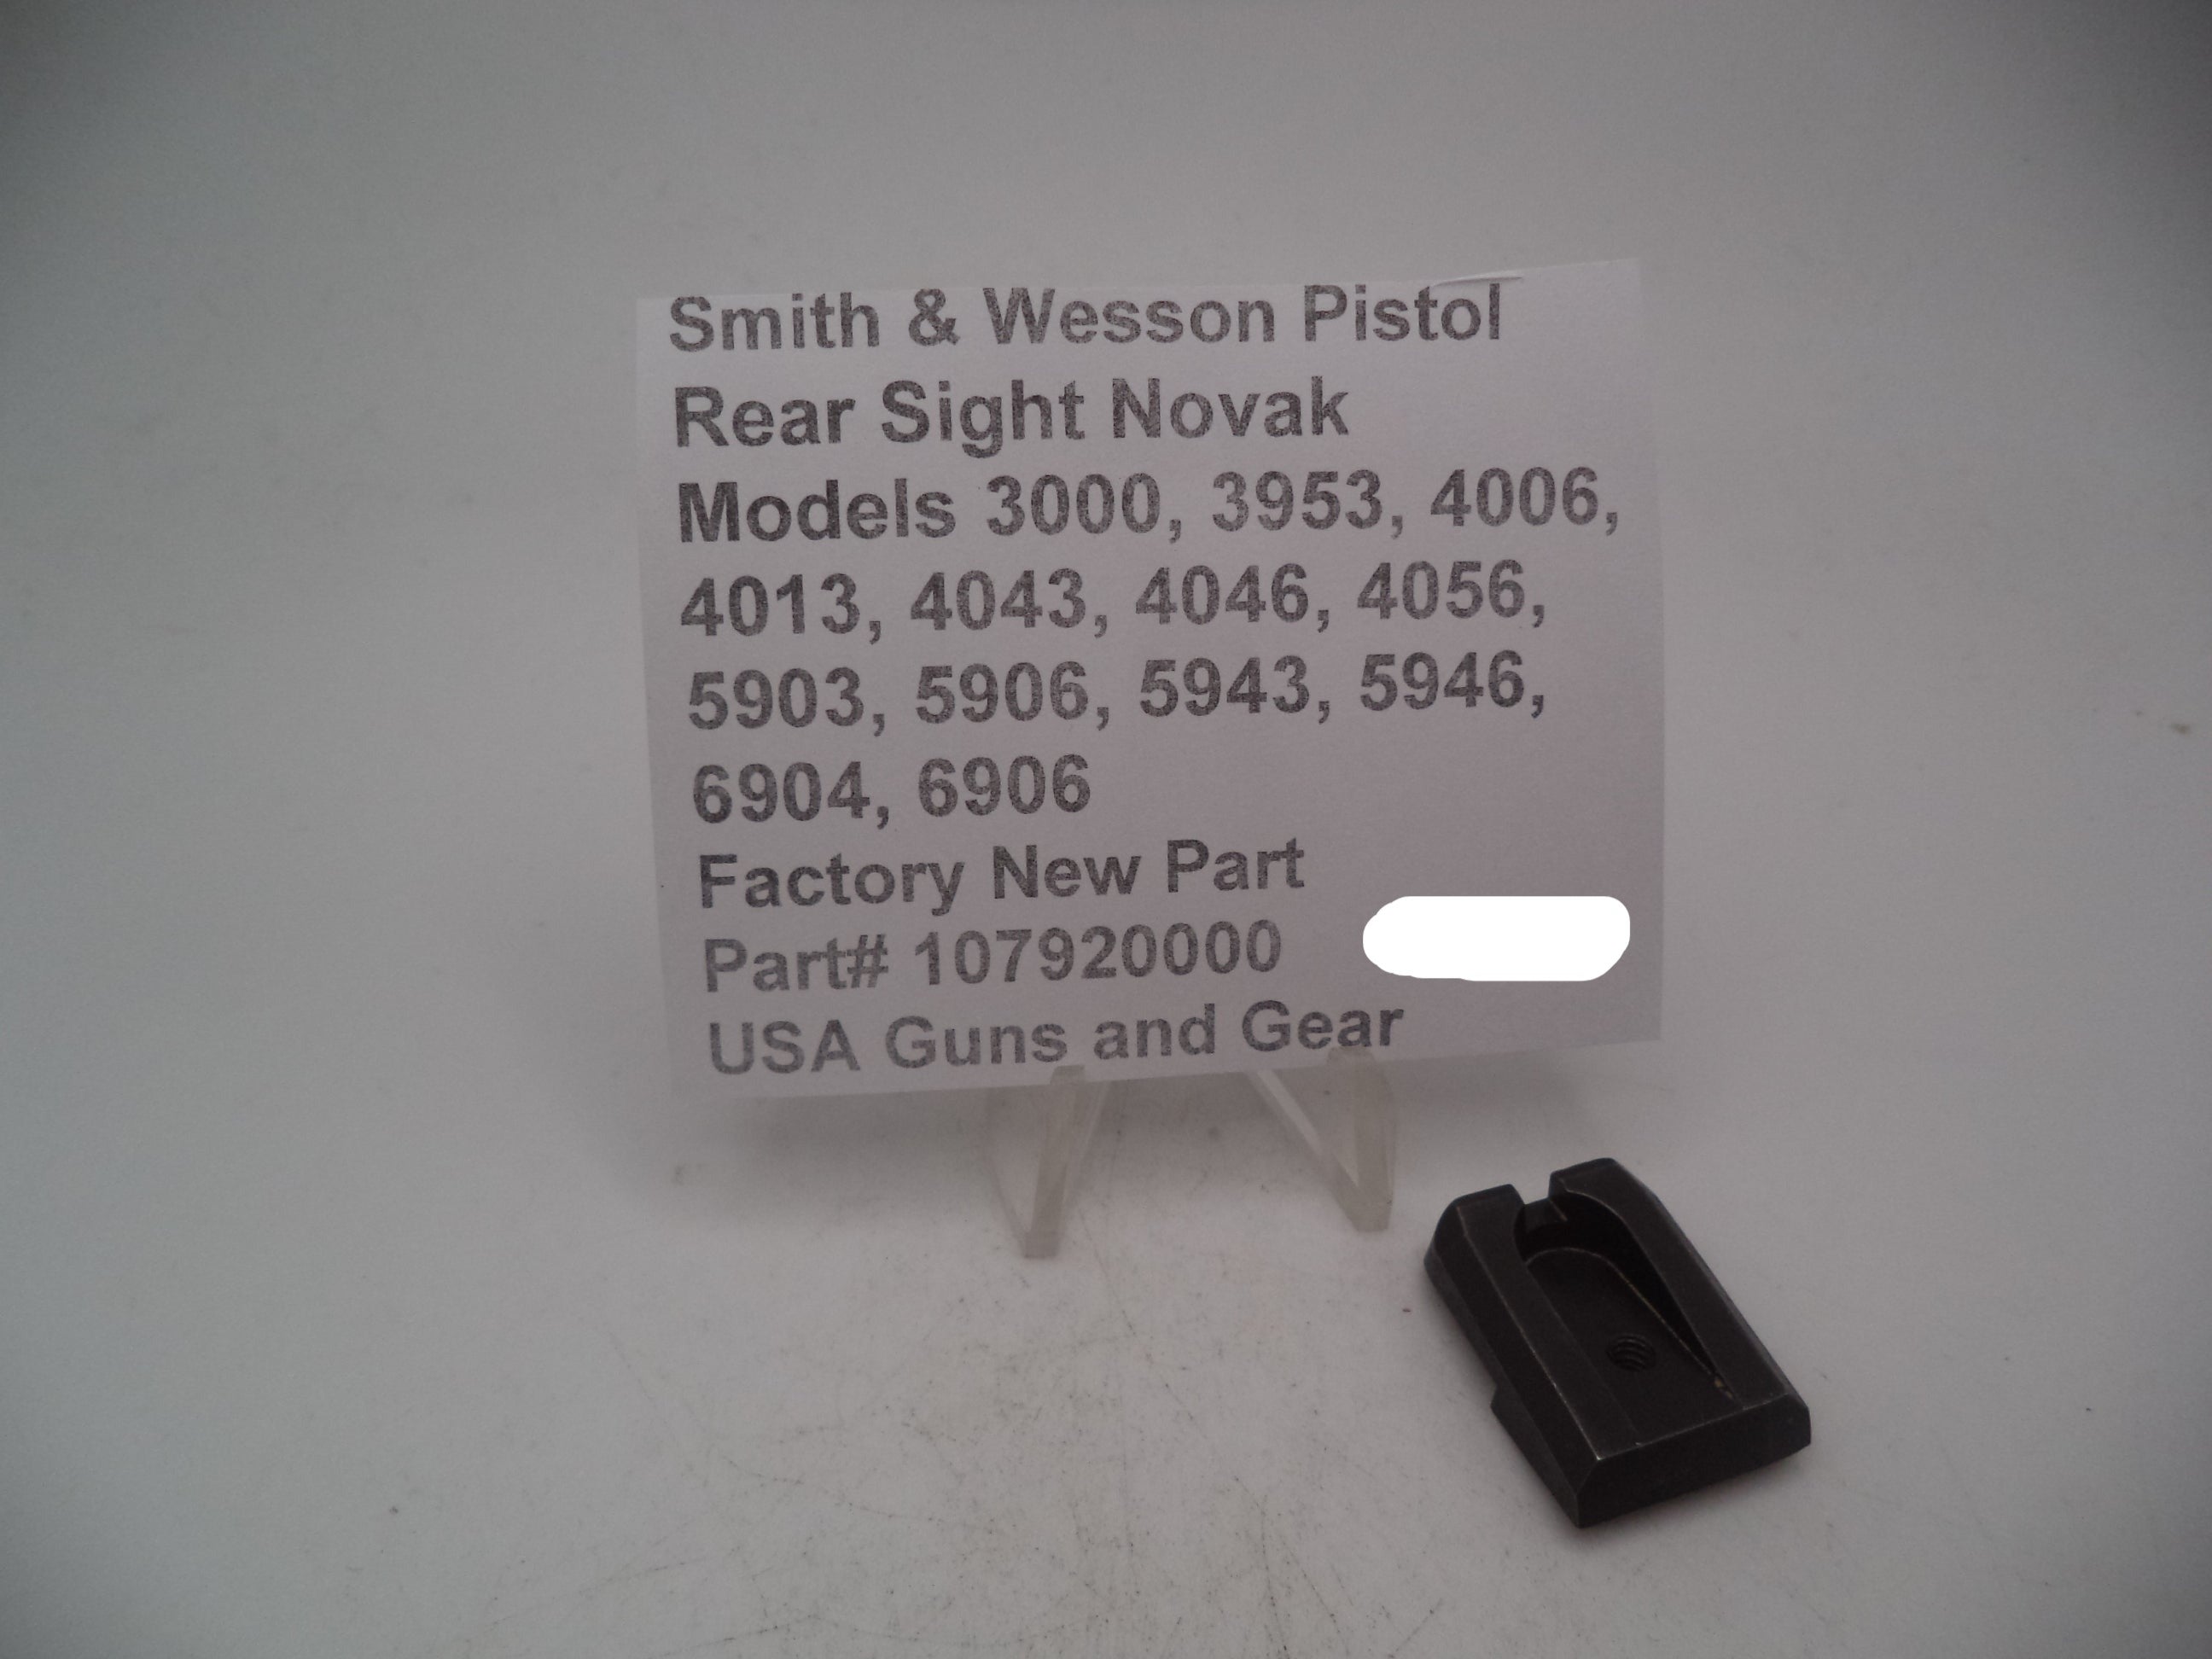 Smith & Wesson Pistol
Rear Sight Novak
Models 3000, 3953, 4006,
4013, 4043, 4046, 4056,
5903, 5906, 5943, 5946,
6904, 6906
Factory New Part
Part# 107920000
USA Guns and Gear